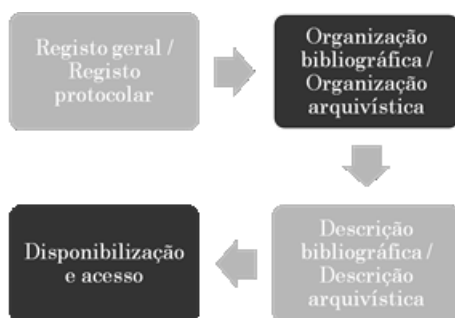 Registo geral /
Registo
protocolar
Organização
bibliográfica /
Organização
arquivística
Descrição
bibliográfica /
Descrição
arquivística
Disponibilização
e acesso